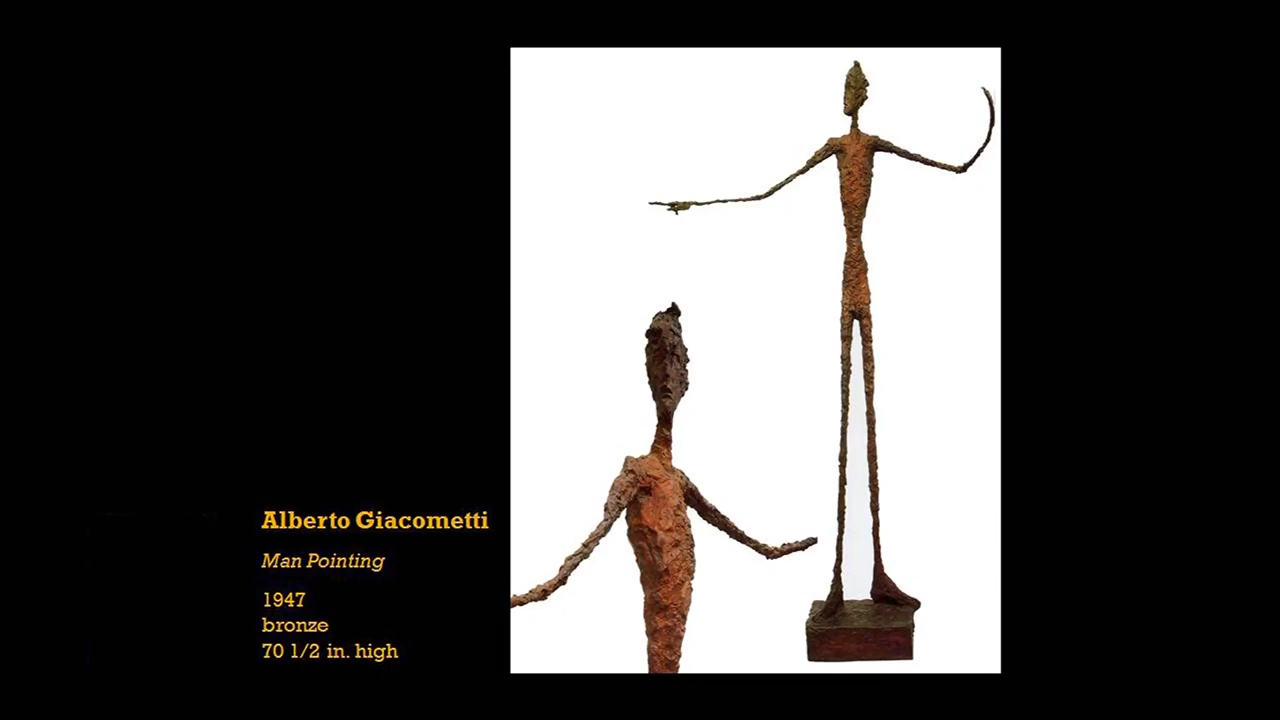 Alberto Giacometti
Man Pointing
1947
bronze
70 1/2 in. high